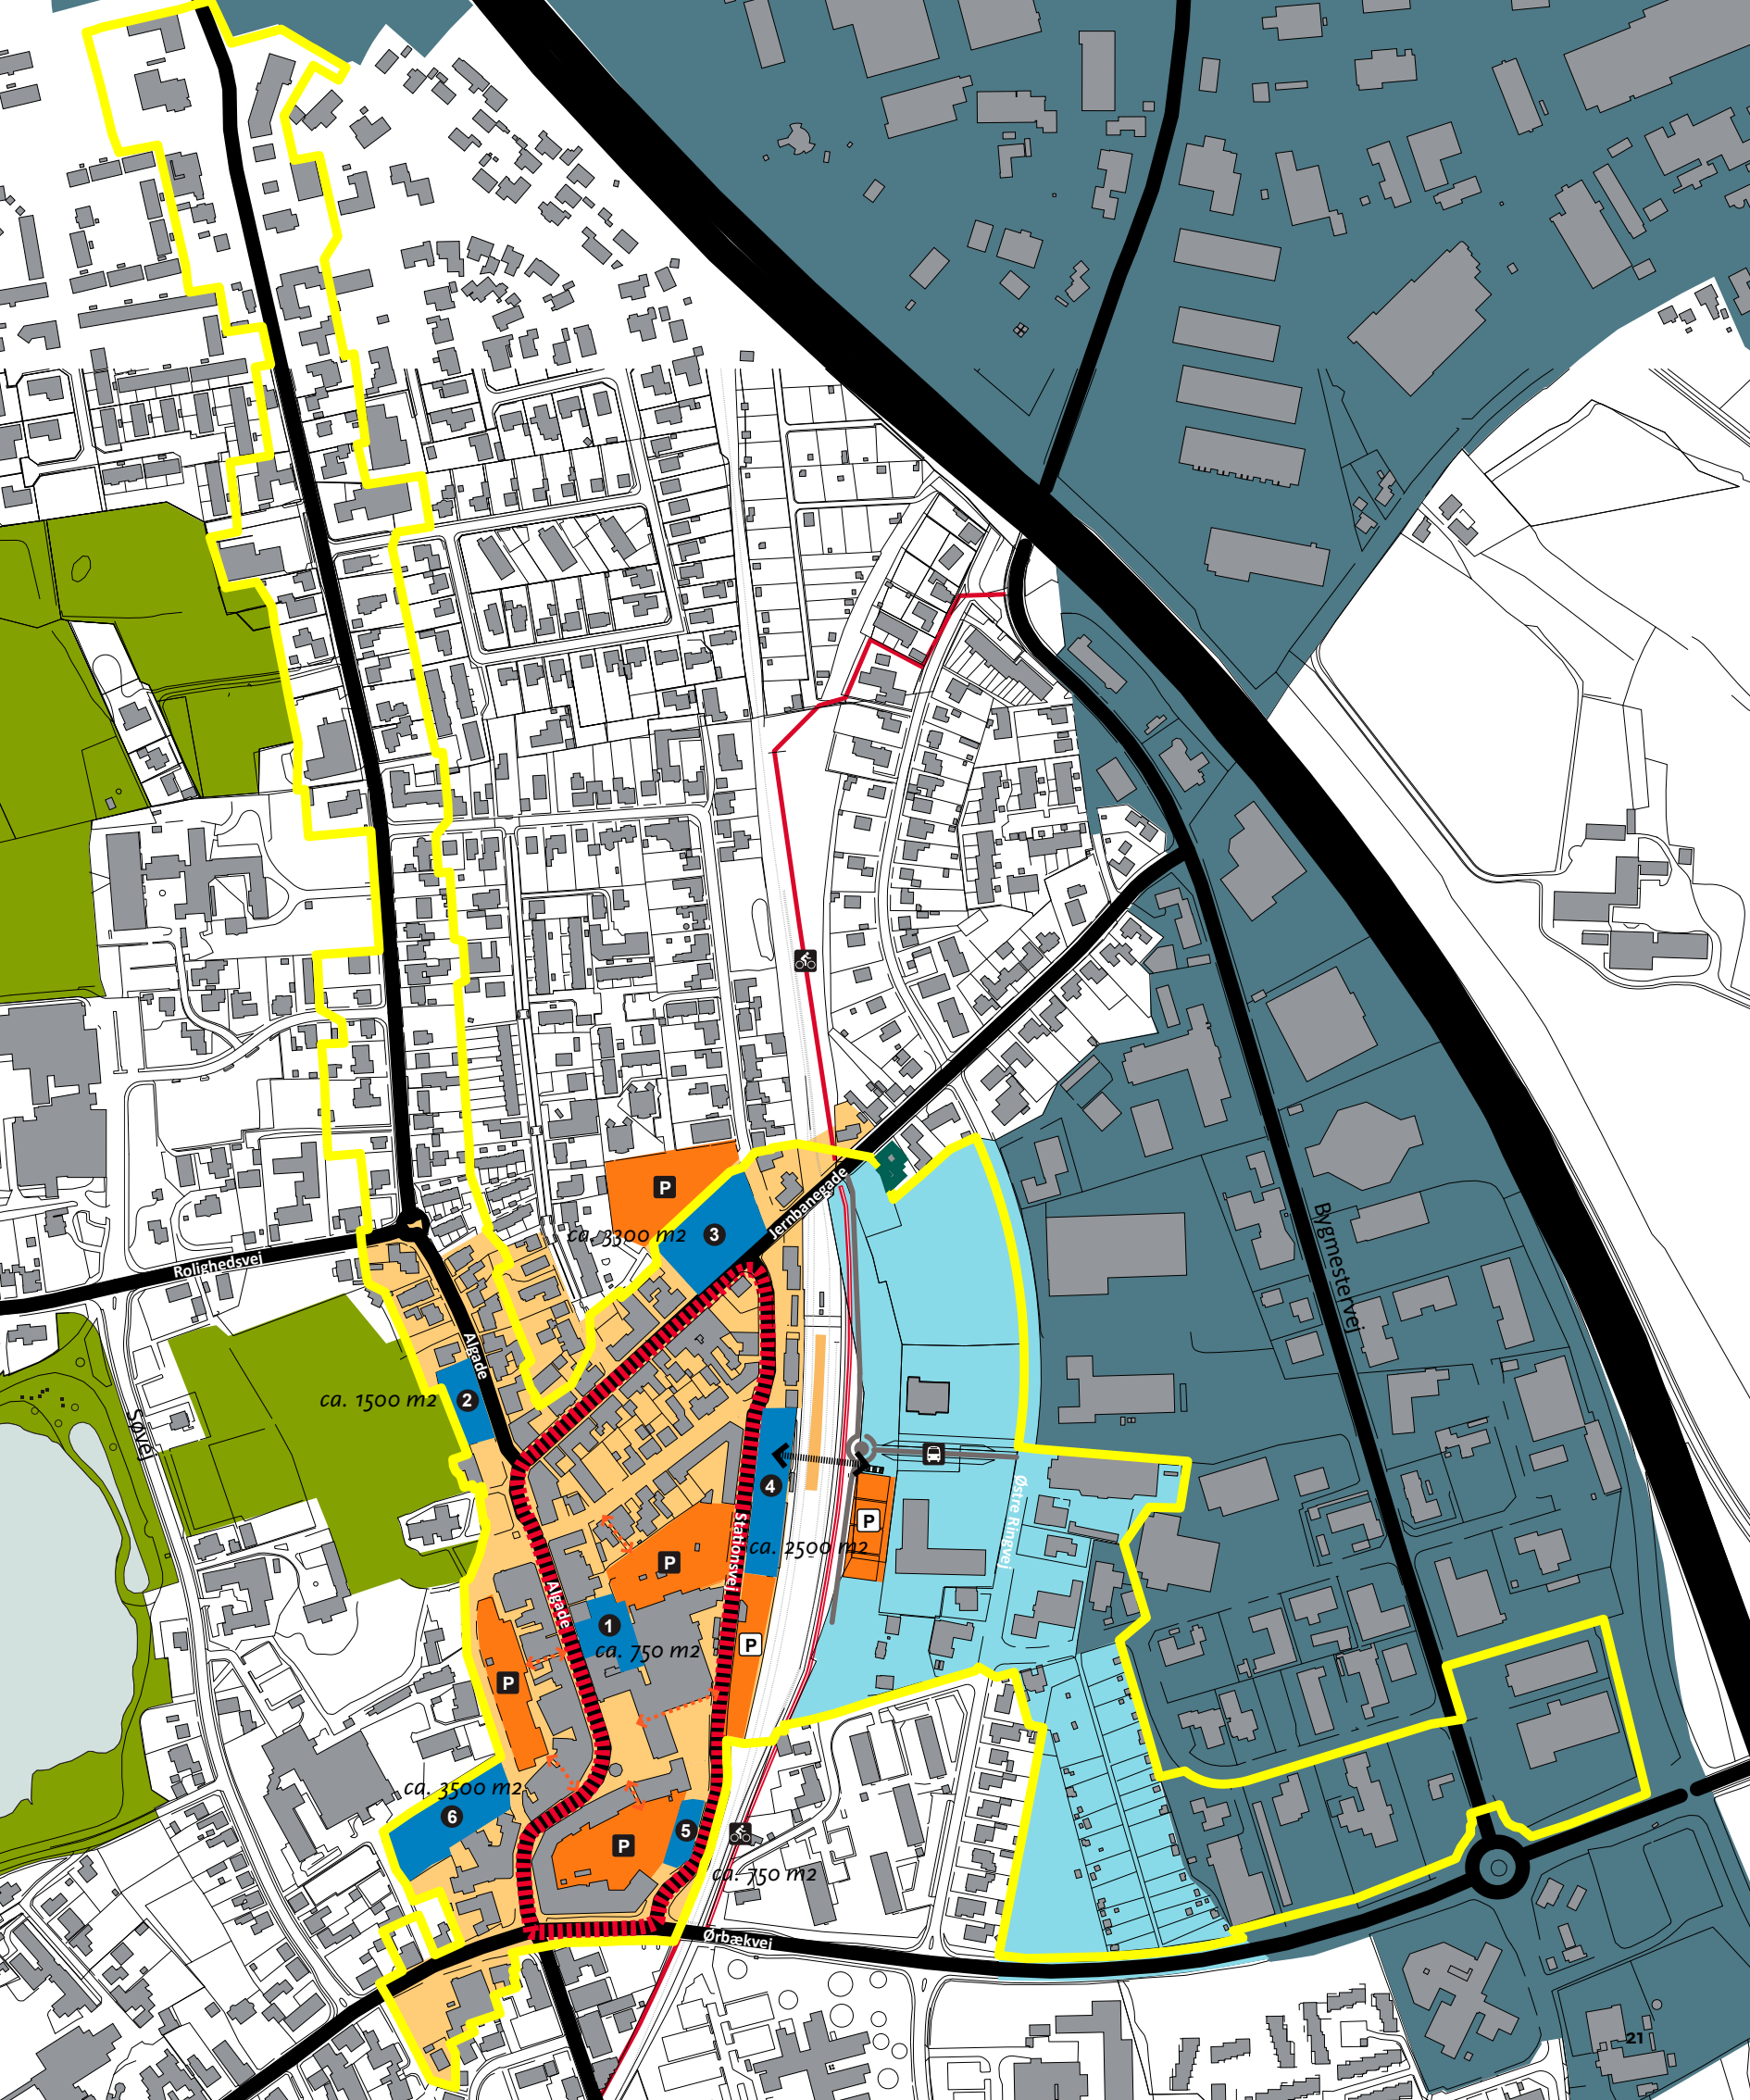 P
Jernbanegade
ca. 3300 m2
3
Rolighedsvej
Bygmestervej
Algade
ca. 1500 m2
2
Søvej
4
Østre Ringvej
P
Stationsvej
ca. 2500 m2
P
Algade
1
ca. 750 m2
P
P
ca. 3500 m2
6
5
P
ca. 750 m2
Ørbækvej
21